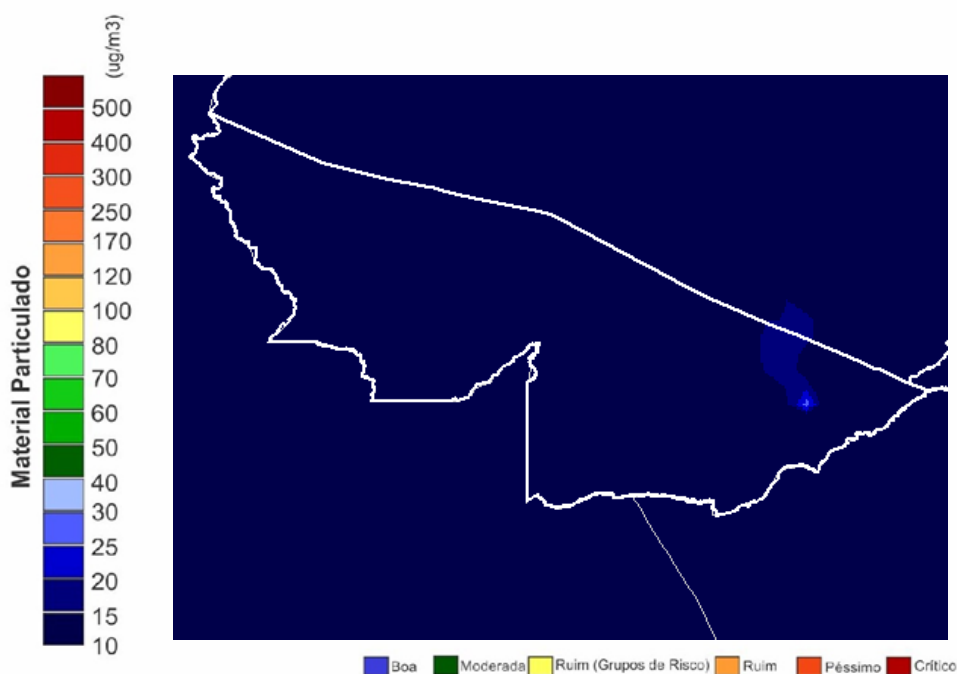 (ug/m3)
500
400
300
250
170
120
100
80
70
60
50
40
30
25
20
15
10
Material Particulado
Boa
Moderada
Ruim (Grupos de Risco)
Ruim
Péssimo
Crítico